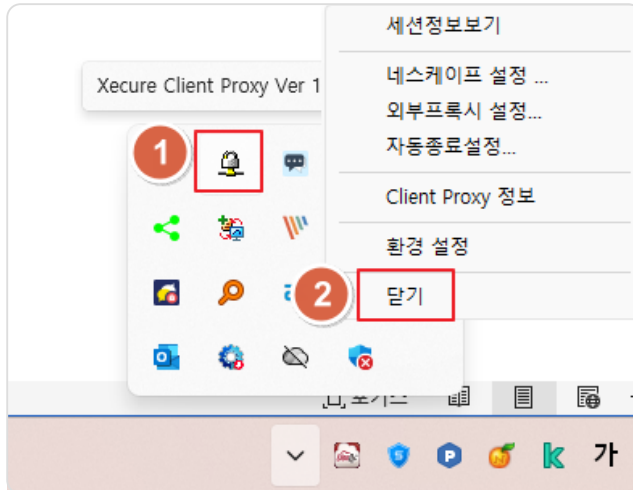 세션정보보기
Xecure Client Proxy Ver 1
네스케이프 설정 ...
외부프록시 설정...
자동종료설정...
1
Client Proxy 정보
환경 설정
2
닫기
가